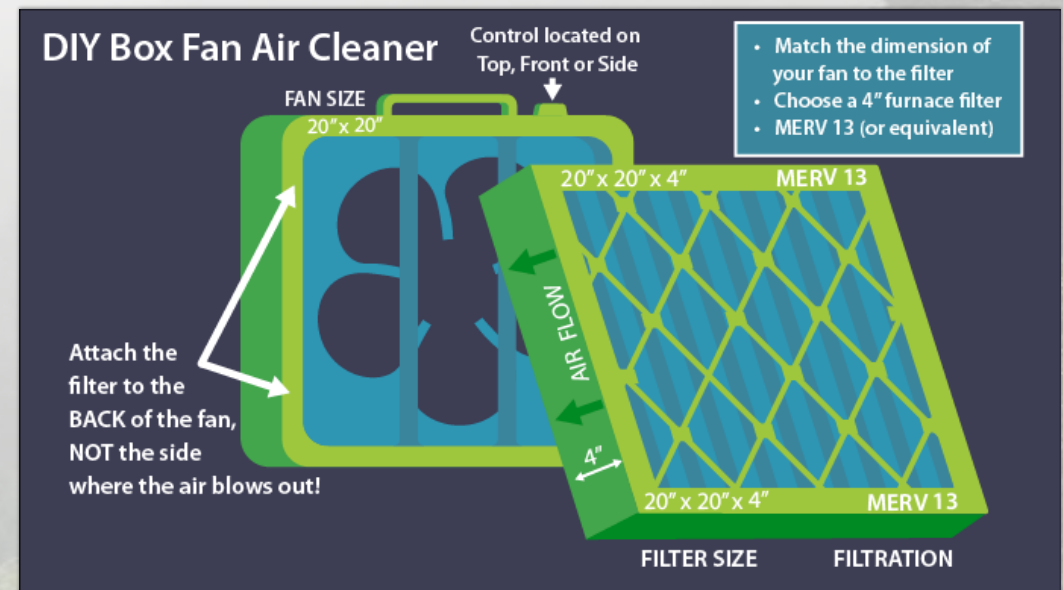 DIY Box Fan Air Cleaner
Control located on
Top, Front or Side
• Match the dimension of
your fan to the filter
• Choose a 4” furnace filter
• MERV 13 (or equivalent)
FAN SIZE
20” x 20”
20” x 20” x 4”
MERV 13
AIR FLOW
Attach the
filter to the
BACK of the fan,
NOT the side
where the air blows out!
4”
20” x 20” x 4”
MERV 13
FILTER SIZE
FILTRATION